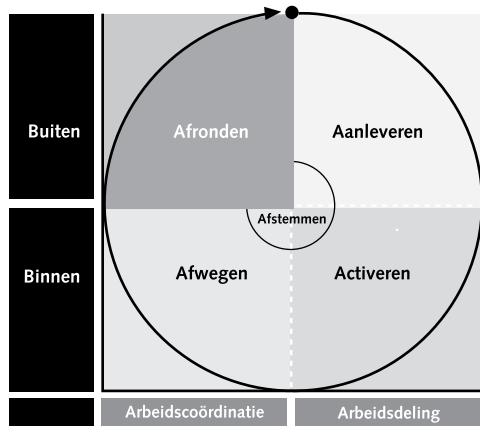 Buiten
Afronden
Aanleveren
Afstemmen
Binnen
Afwegen
Activeren
Arbeidscoördinatie
Arbeidsdeling